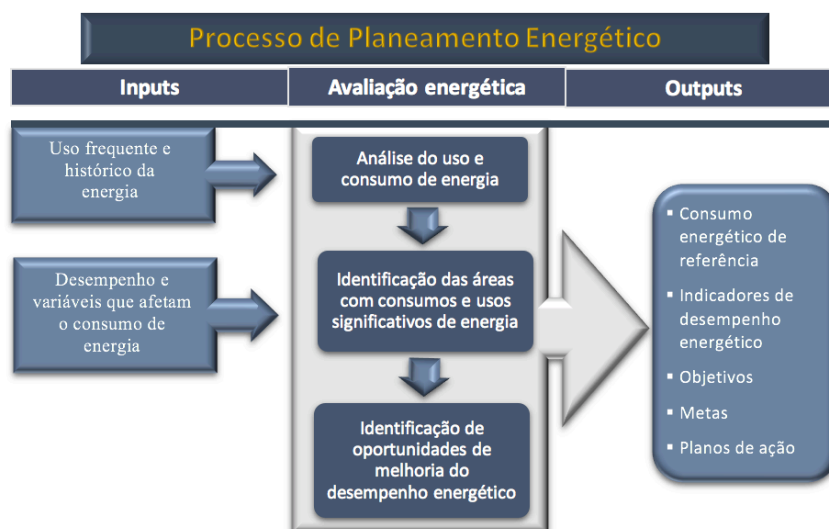 Processo de Planeamento Energético
Inputs
Avaliação energética
Outputs
Uso frequente e
histórico da
energia
Desempenho e
variáveis que afetam
o consumo de
energia
Análise do uso e
consumo de energia
Identificação das áreas
com consumos e usos
significativos de energia
Identificação de
oportunidades de
melhoria do
desempenho energético
▪ Consumo
energético de
referência
▪ Indicadores de
desempenho
energético
▪ Objetivos
▪ Metas
▪ Planos de ação